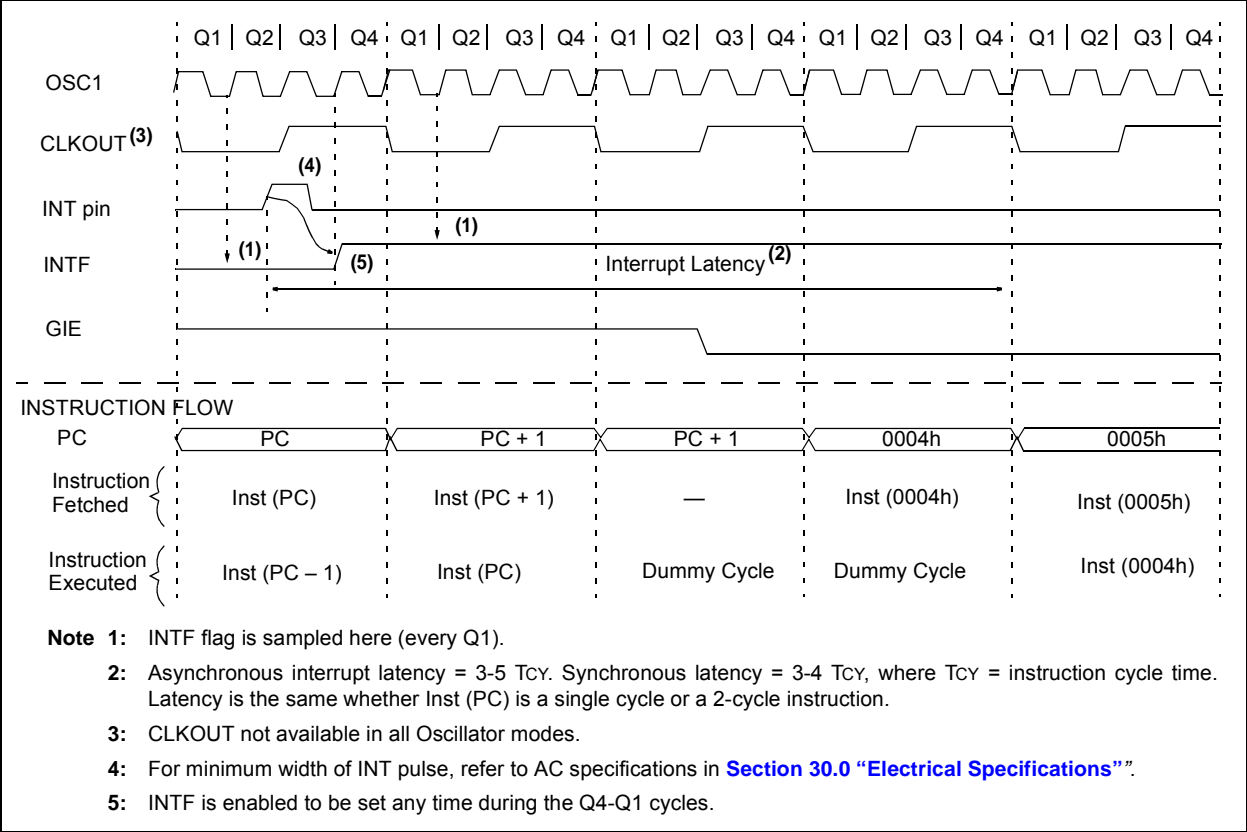 Q1 Q2 Q3 Q4 Q1 Q2 Q3 Q4 Q1 Q2 Q3 Q4 Q1 Q2 Q3 Q4 Q1 Q2 Q3 Q4
OSC1
CLKOUT (3)
(4)
INT pin
(1)
(1)
INTF
(5)
Interrupt Latency (2)
GIE
INSTRUCTION FLOW
PC PC PC + 1 PC + 1 0004h 0005h
Instruction
Fetched
Inst (PC) Inst (PC + 1) — Inst (0004h) Inst (0005h)
Instruction
Executed
Inst (PC – 1) Inst (PC) Dummy Cycle Dummy Cycle Inst (0004h)
Note 1: INTF flag is sampled here (every Q1).
2: Asynchronous interrupt latency = 3-5 TCY. Synchronous latency = 3-4 TCY, where TCY = instruction cycle time.
Latency is the same whether Inst (PC) is a single cycle or a 2-cycle instruction.
3: CLKOUT not available in all Oscillator modes.
4: For minimum width of INT pulse, refer to AC specifications in Section 30.0 “Electrical Specifications””.
5: INTF is enabled to be set any time during the Q4-Q1 cycles.